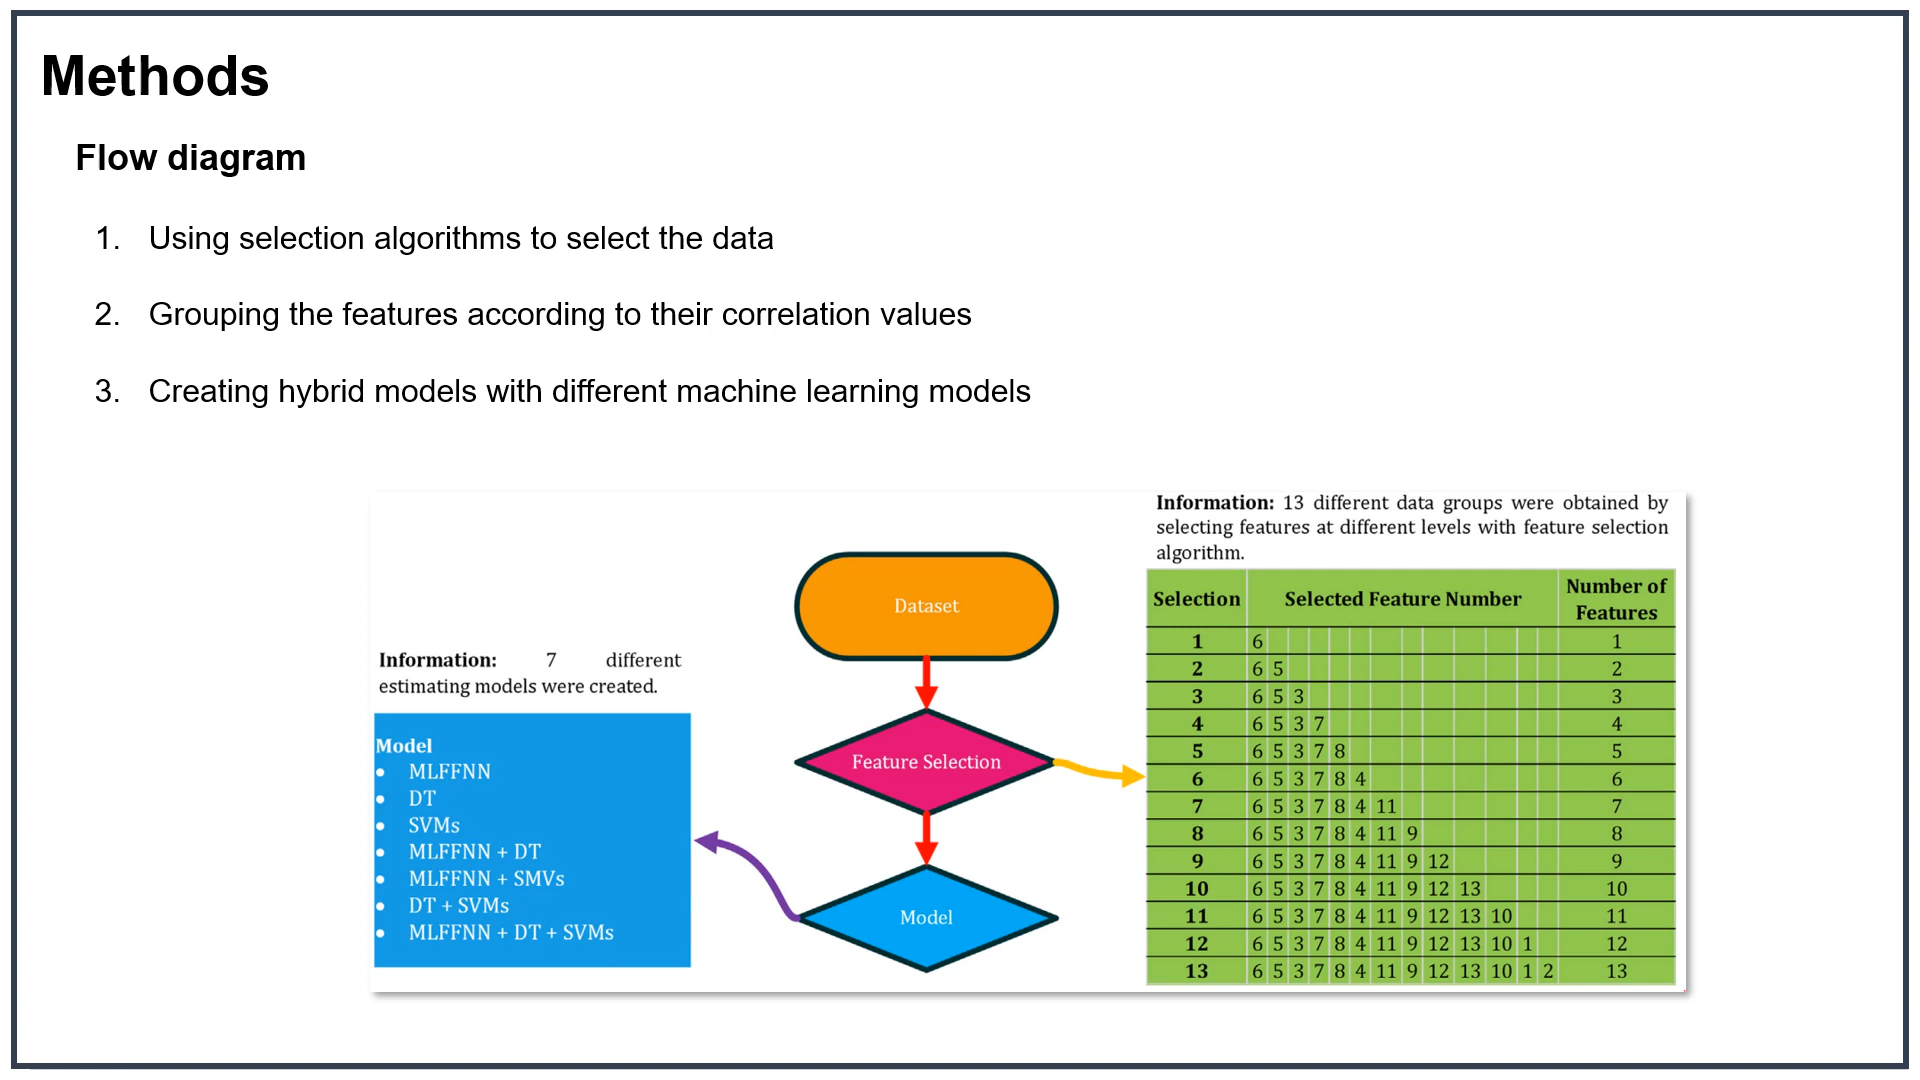 Methods
Flow diagram
1. Using selection algorithms to select the data
2. Grouping the features according to their correlation values
3. Creating hybrid models with different machine learning models
Information: 7 different
estimating models were created.
Model
• MLFFNN
• DT
• SVMs
• MLFFNN + DT
• MLFFNN + SMVs
• DT + SVMs
• MLFFNN + DT + SVMs
Dataset
Feature Selection
Model
Information: 13 different data groups were obtained by
selecting features at different levels with feature selection
algorithm.
Selection Selected Feature Number Number of
Features
1 6 1
2 6 5 2
3 6 5 3 3
4 6 5 3 7 4
5 6 5 3 7 8 5
6 6 5 3 7 8 4 6
7 6 5 3 7 8 4 11 7
8 6 5 3 7 8 4 11 9 8
9 6 5 3 7 8 4 11 9 12 9
10 6 5 3 7 8 4 11 9 12 13 10
11 6 5 3 7 8 4 11 9 12 13 10 11
12 6 5 3 7 8 4 11 9 12 13 10 1 12
13 6 5 3 7 8 4 11 9 12 13 10 1 2 13